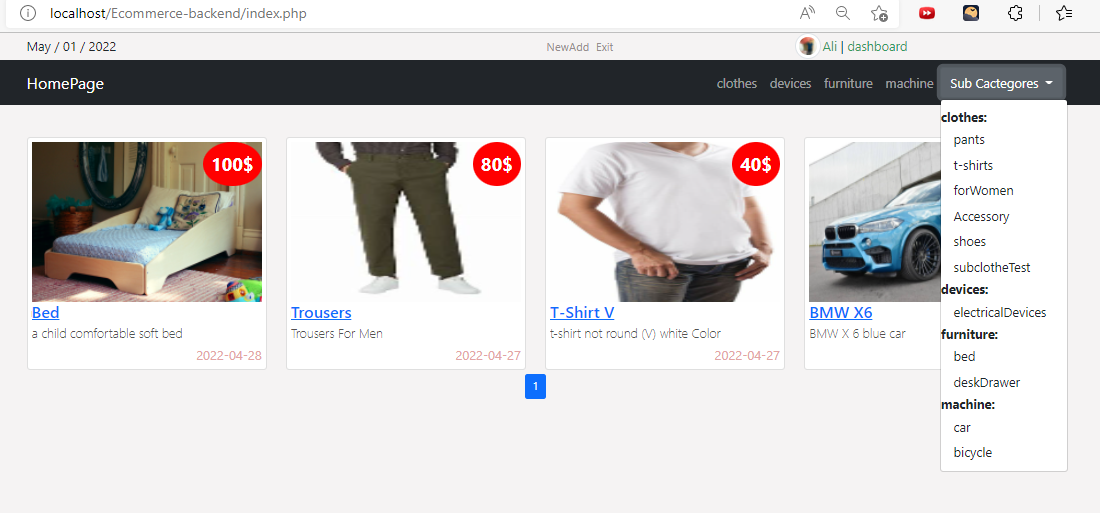 localhost/Ecommerce-backend/index.php
May / 01 / 2022
NewAdd Exit
Ali | dashboard
HomePage
clothes devices furniture machine Sub Cactegores
clothes:
pants
t-shirts
forWomen
Accessory
shoes
subclotheTest
devices:
electricalDevices
furniture:
bed
deskDrawer
machine:
car
bicycle
100$
Bed
a child comfortable soft bed
2022-04-28
80$
Trousers
Trousers For Men
2022-04-27
40$
T-Shirt V
t-shirt not round (V) white Color
2022-04-27
BMW X6
BMW X 6 blue car
1